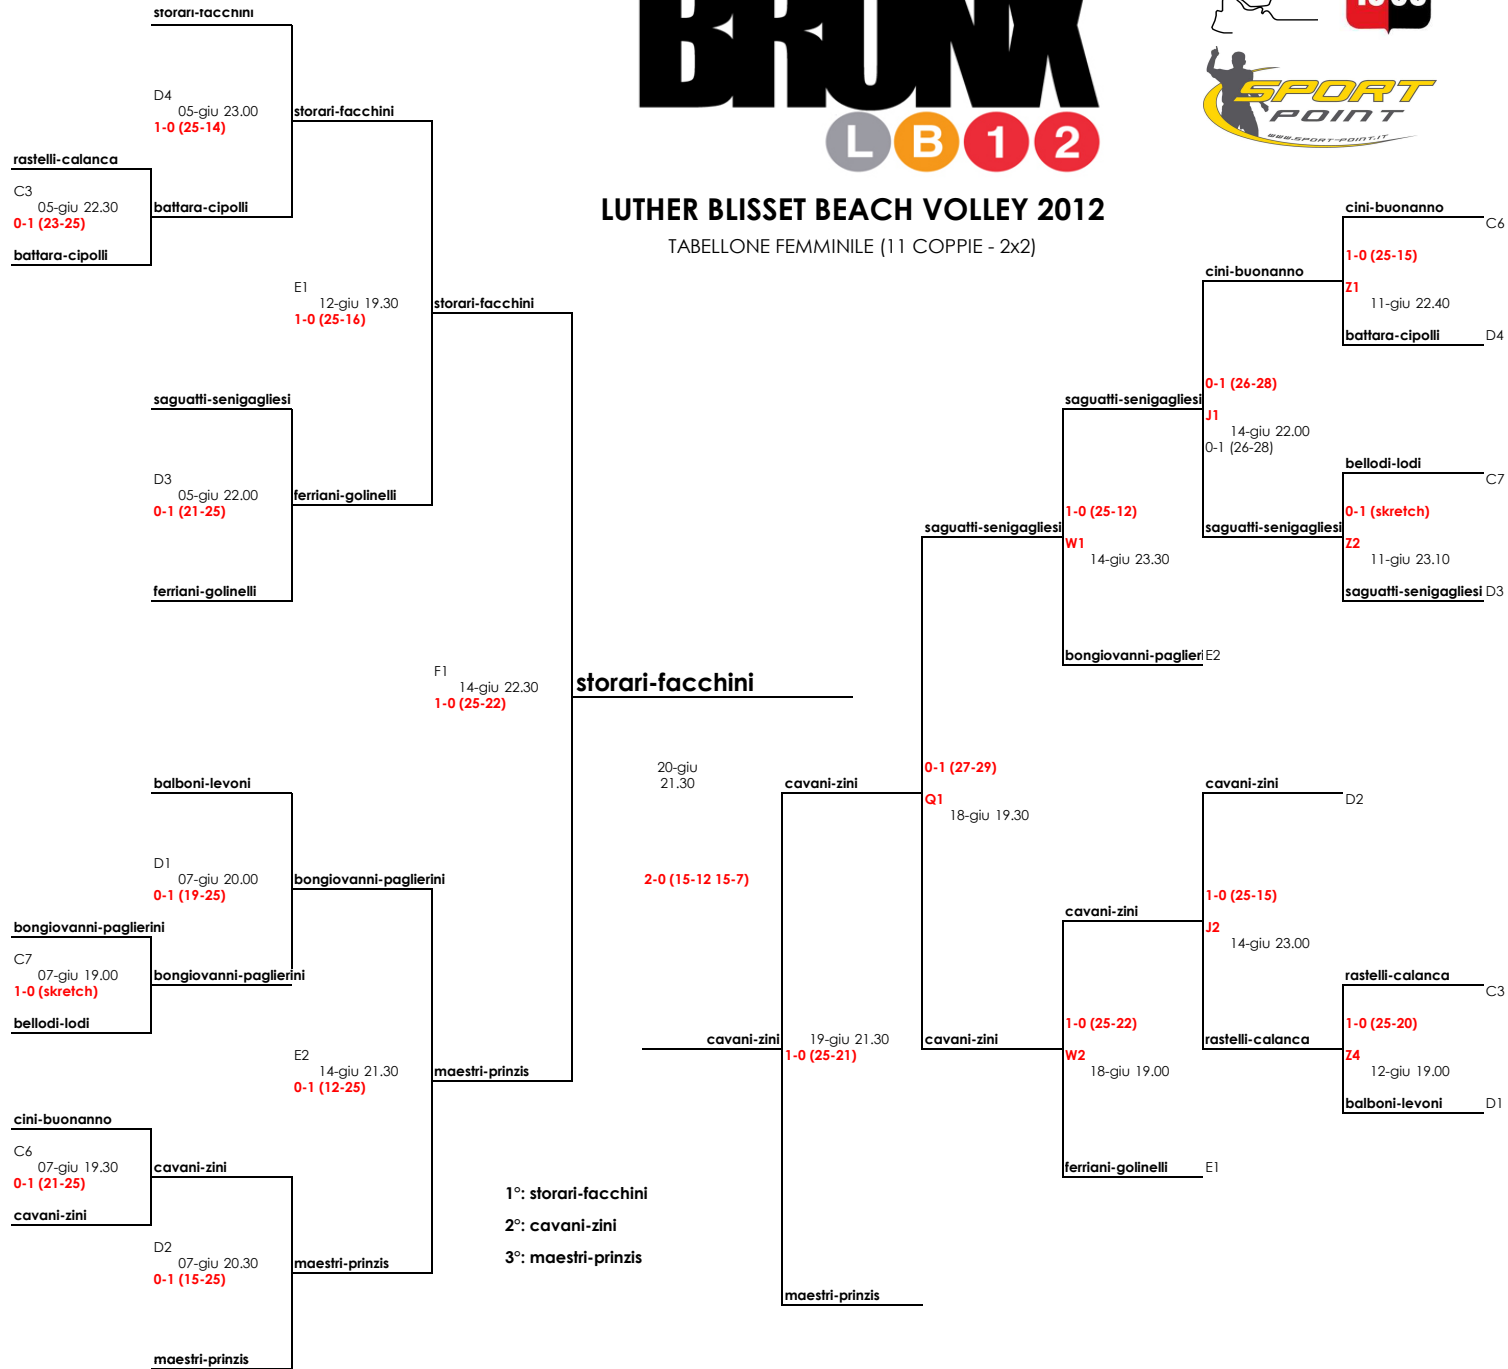 storari-facchini
D4
05-giu 23.00
1-0 (25-14)
storari-facchini
rastelli-calanca
C3
05-giu 22.30
0-1 (23-25)
battara-cipolli
battara-cipolli
E1
12-giu 19.30
1-0 (25-16)
storari-facchini
saguatti-senigagliesi
D3
05-giu 22.00
0-1 (21-25)
ferriani-golinelli
ferriani-golinelli
F1
14-giu 22.30
1-0 (25-22)
storari-facchini
balboni-levoni
D1
07-giu 20.00
0-1 (19-25)
bongiovanni-paglierini
bongiovanni-paglierini
C7
07-giu 19.00
1-0 (skretch)
bongiovanni-paglierini
bellodi-lodi
E2
14-giu 21.30
0-1 (12-25)
maestri-prinzis
cini-buonanno
C6
07-giu 19.30
0-1 (21-25)
cavani-zini
cavani-zini
D2
07-giu 20.30
0-1 (15-25)
maestri-prinzis
maestri-prinzis
BRONX
L B 1 2
SPORT
POINT
WWW.SPORT-POINT.IT
LUTHER BLISSET BEACH VOLLEY 2012
TABELLONE FEMMINILE (11 COPPIE - 2x2)
20-giu
21.30
2-0 (15-12 15-7)
cavani-zini
1°: storari-facchini
2°: cavani-zini
3°: maestri-prinzis
cavani-zini
19-giu 21.30
1-0 (25-21)
maestri-prinzis
saguatti-senigagliesi
0-1 (27-29)
Q1
18-giu 19.30
cavani-zini
saguatti-senigagliesi
1-0 (25-12)
W1
14-giu 23.30
bongiovanni-paglieri E2
cavani-zini
1-0 (25-22)
W2
18-giu 19.00
ferriani-golinelli E1
cini-buonanno
0-1 (26-28)
J1
14-giu 22.00
0-1 (26-28)
saguatti-senigagliesi
cavani-zini
D2
1-0 (25-15)
J2
14-giu 23.00
rastelli-calanca
cini-buonanno
C6
1-0 (25-15)
Z1
11-giu 22.40
battara-cipolli D4
bellodi-lodi
C7
0-1 (skretch)
Z2
11-giu 23.10
saguatti-senigagliesi D3
rastelli-calanca
C3
1-0 (25-20)
Z4
12-giu 19.00
balboni-levoni D1